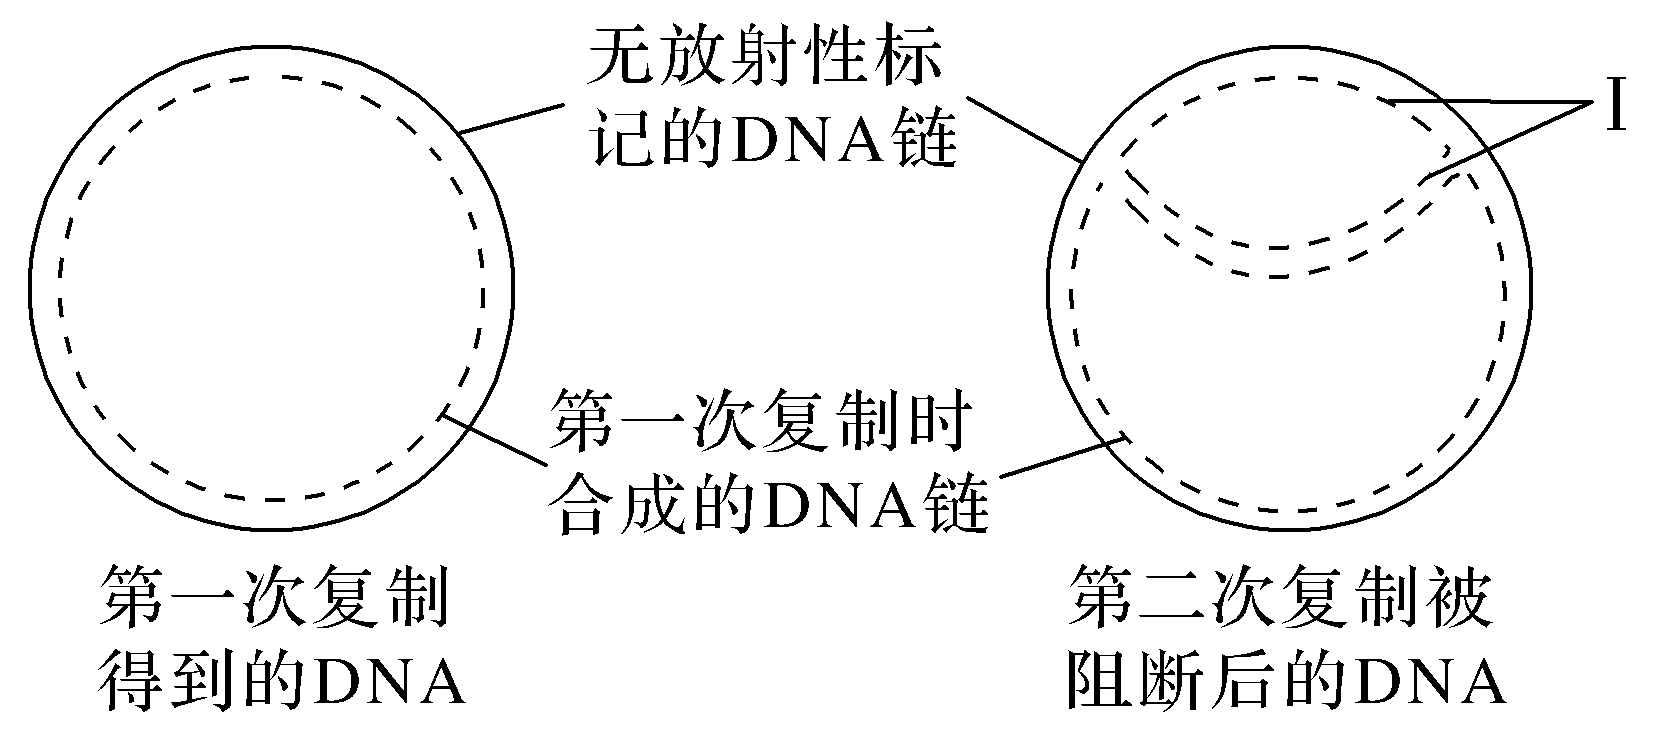 无放射性标
记的DNA链
I
第一次复制时
合成的DNA链
第一次复制
得到的DNA
第二次复制被
阻断后的DNA